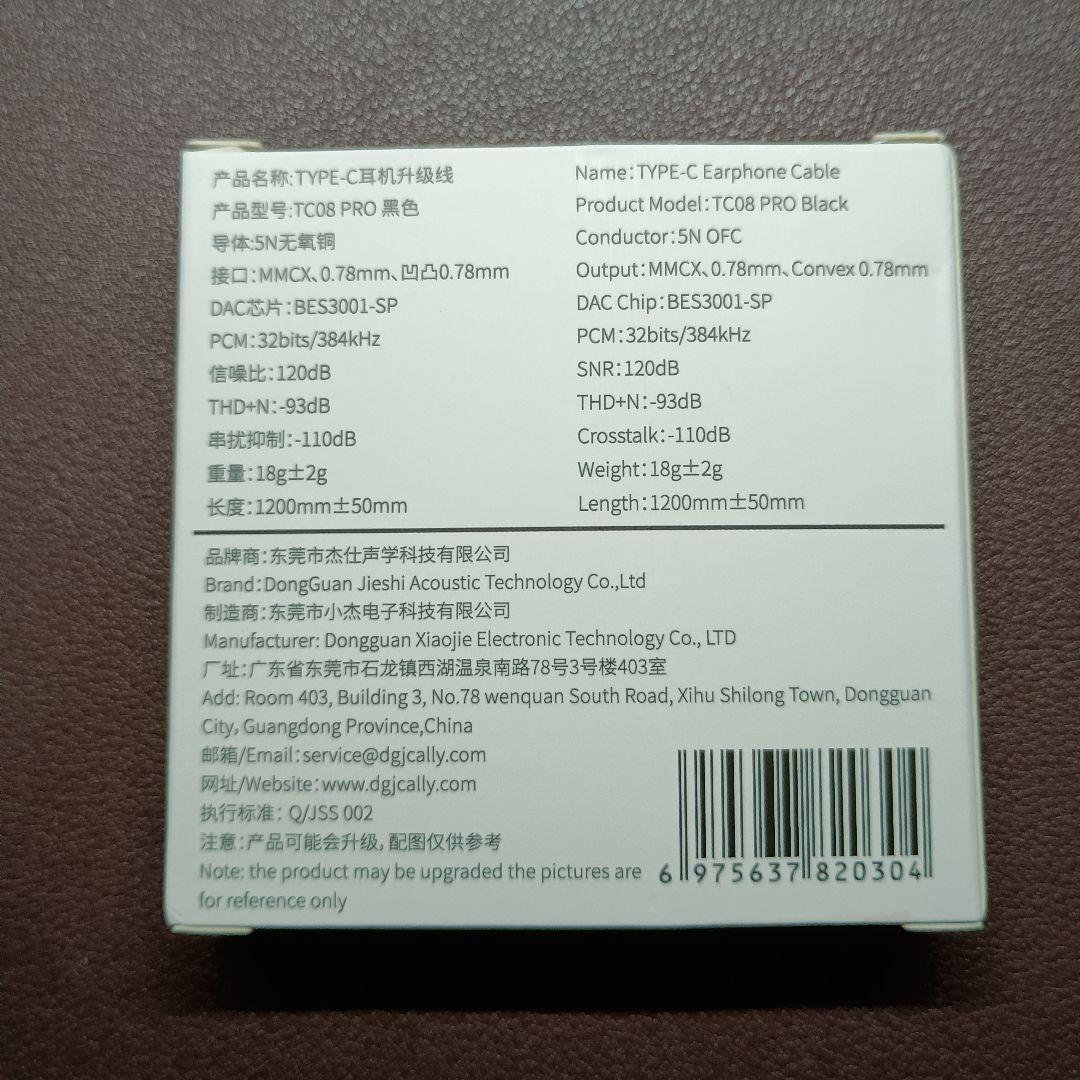 产品名称:TYPE-C耳机升级线
产品型号:TC08 PRO 黑色
导体:5N无氧铜
接口:MMCX、0.78mm、凹凸0.78mm
DAC芯片:BES3001-SP
PCM:32bits/384kHz
信噪比:120dB
THD+N:-93dB
串扰抑制:-110dB
重量:18g±2g
长度:1200mm±50mm
Name:TYPE-C Earphone Cable
Product Model:TC08 PRO Black
Conductor:5N OFC
Output:MMCX、0.78mm、Convex 0.78mm
DAC Chip:BES3001-SP
PCM:32bits/384kHz
SNR:120dB
THD+N:-93dB
Crosstalk:-110dB
Weight:18g±2g
Length:1200mm±50mm
品牌商:东莞市杰仕声学科技有限公司
Brand:DongGuan Jieshi Acoustic Technology Co.,Ltd
制造商:东莞市小杰电子科技有限公司
Manufacturer: Dongguan Xiaojie Electronic Technology Co., LTD
厂址:广东省东莞市石龙镇西湖温泉南路78号3号楼403室
Add: Room 403, Building 3, No.78 wenquan South Road, Xihu Shilong Town, Dongguan
City, Guangdong Province,China
邮箱/Email:service@dgjcally.com
网址/Website:www.dgjcally.com
执行标准: Q/JSS 002
注意:产品可能会升级, 配图仅供参考
Note: the product may be upgraded the pictures are
for reference only
6 975637 820304